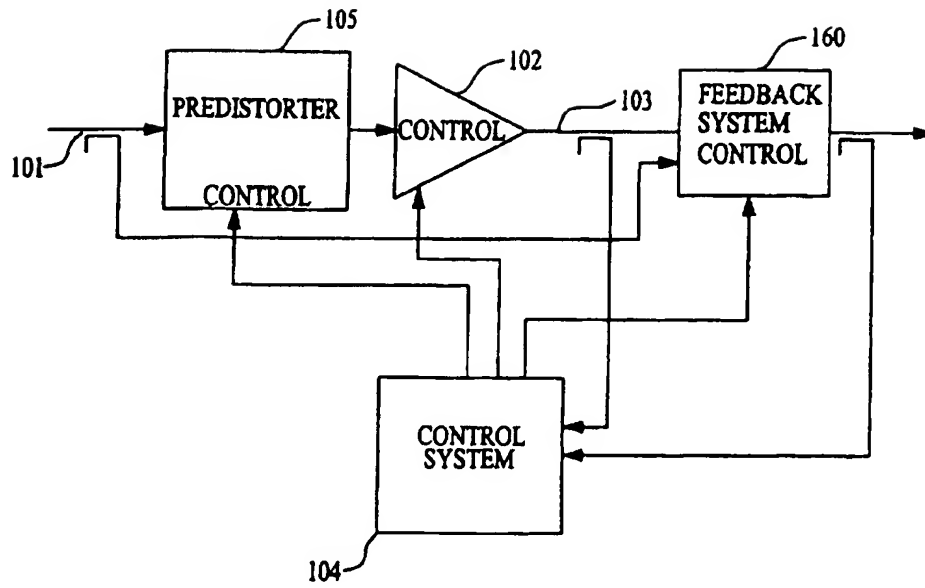 105
102
160
PREDISTORTER
CONTROL
101
CONTROL
103
FEEDBACK
SYSTEM
CONTROL
CONTROL
SYSTEM
104